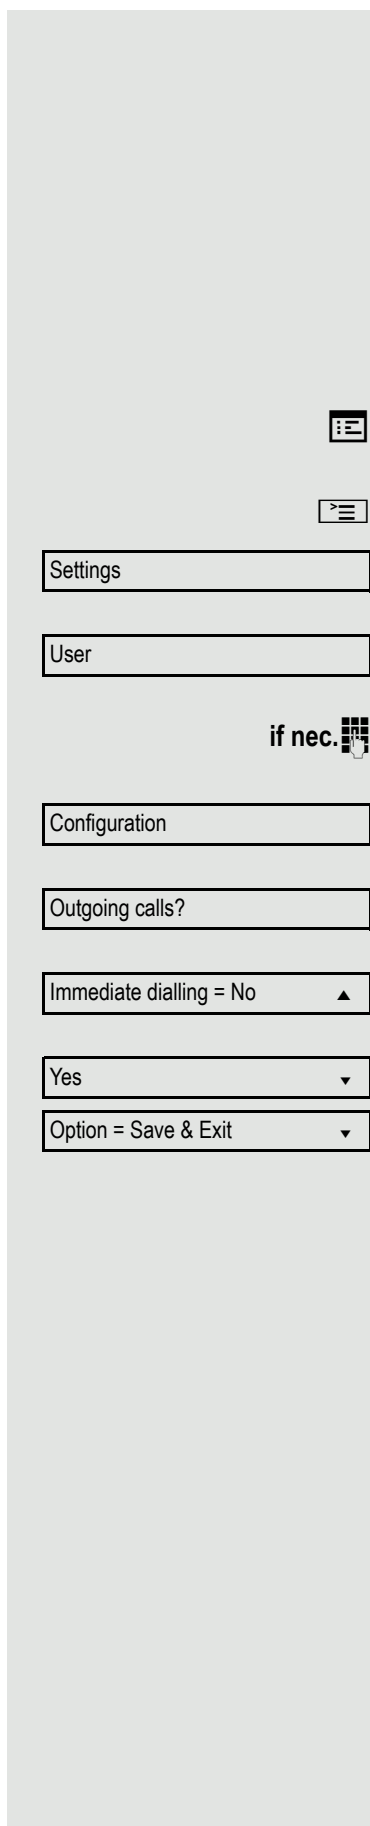 Settings
User
if nec.
Configuration
Outgoing calls?
Immediate dialling = No
Yes
Option = Save & Exit